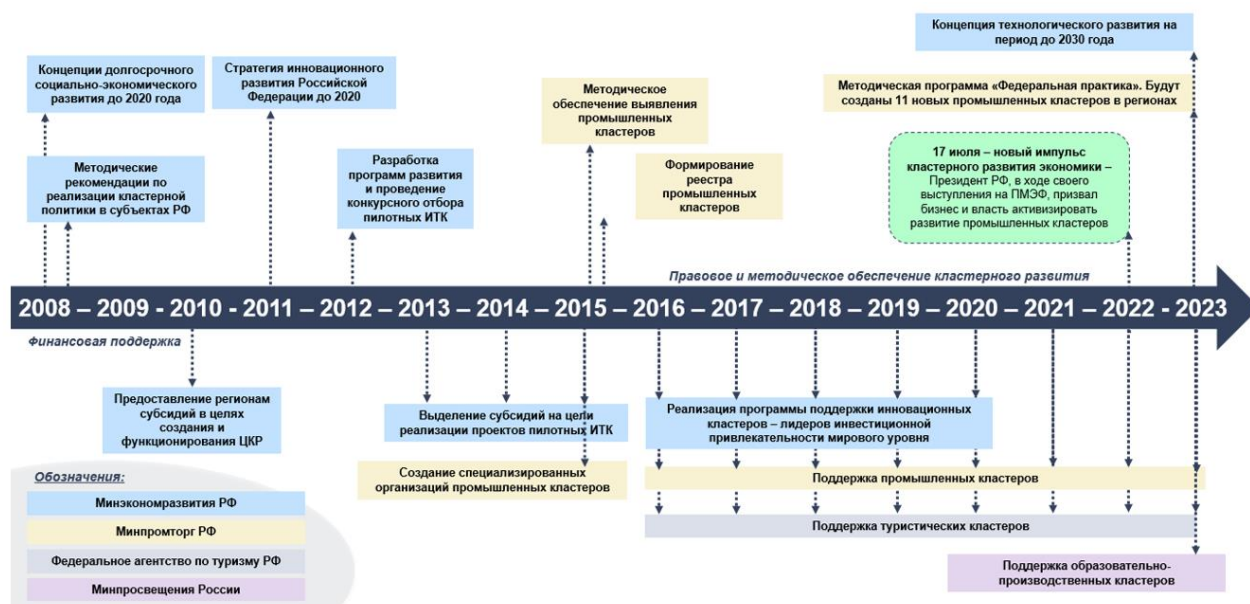 Концепция технологического развития на
период до 2030 года
Концепции долгосрочного
социально-экономического
развития до 2020 года
Стратегия инновационного
развития Российской
Федерации до 2020
Методическое
обеспечение выявления
промышленных
кластеров
Методическая программа «Федеральная практика». Будут
созданы 11 новых промышленных кластеров в регионах
Методические
рекомендации по
реализации кластерной
политики в субъектах РФ
Разработка
программ развития
и проведение
конкурсного отбора
пилотных ИТК
Формирование
реестра
промышленных
кластеров
17 июля – новый импульс
кластерного развития экономики –
Президент РФ, в ходе своего
выступления на ПМЭФ, призвал
бизнес и власть активизировать
развитие промышленных кластеров
Правовое и методическое обеспечение кластерного развития
2008 – 2009 - 2010 - 2011 – 2012 – 2013 – 2014 – 2015 – 2016 – 2017 – 2018 – 2019 – 2020 – 2021 – 2022 - 2023
Финансовая поддержка
Предоставление регионам
субсидий в целях
создания и
функционирования ЦКР
Выделение субсидий на цели
реализации проектов пилотных ИТК
Реализация программы поддержки инновационных
кластеров – лидеров инвестиционной
привлекательности мирового уровня
Создание специализированных
организаций промышленных кластеров
Поддержка промышленных кластеров
Поддержка туристических кластеров
Поддержка образовательно-
производственных кластеров
Обозначения:
Минэкономразвития РФ
Минпромторг РФ
Федеральное агентство по туризму РФ
Минпросвещения России